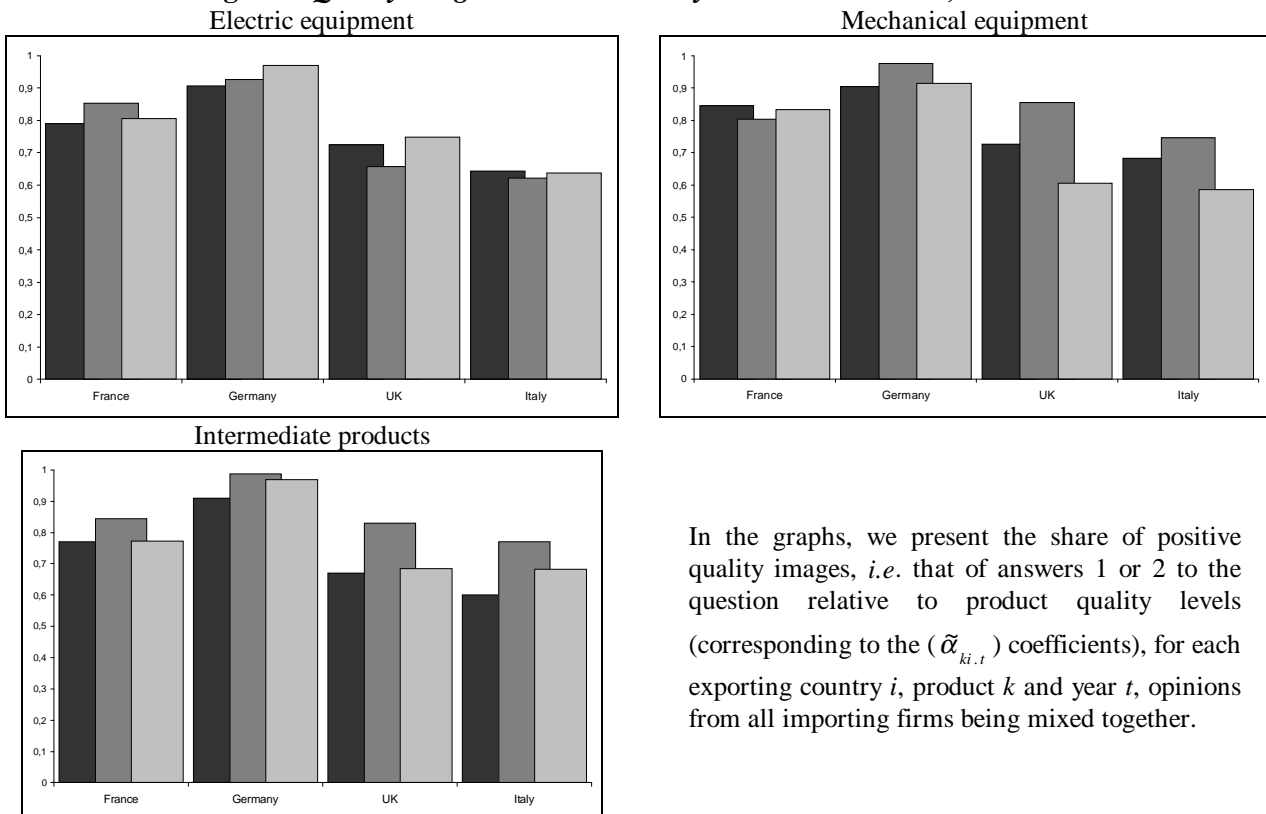 Electric equipment
Mechanical equipment
1
0,9
0,8
0,7
0,6
0,5
0,4
0,3
0,2
0,1
0
France Germany UK Italy
1
0,9
0,8
0,7
0,6
0,5
0,4
0,3
0,2
0,1
0
France Germany UK Italy
Intermediate products
1
0,9
0,8
0,7
0,6
0,5
0,4
0,3
0,2
0,1
0
France Germany UK Italy
In the graphs, we present the share of positive
quality images, i.e. that of answers 1 or 2 to the
question relative to product quality levels
(corresponding to the ( α̃ki.t ) coefficients), for each
exporting country i, product k and year t, opinions
from all importing firms being mixed together.